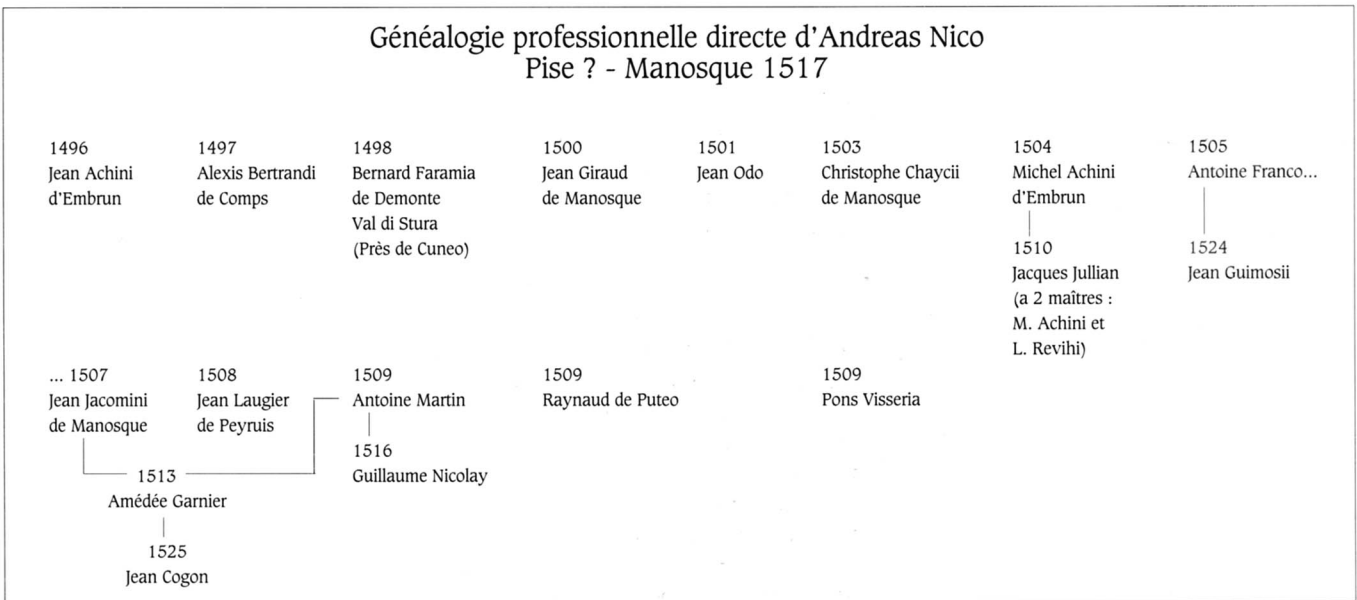 Généalogie professionnelle directe d'Andreas Nico
Pise ? - Manosque 1517
1496
Jean Achini
d'Embrun
1497
Alexis Bertrandi
de Comps
1498
Bernard Faramia
de Demonte
Val di Stura
(Près de Cuneo)
1500
Jean Giraud
de Manosque
1501
Jean Odo
1503
Christophe Chaycii
de Manosque
1504
Michel Achini
d'Embrun
1510
Jacques Jullian
(a 2 maîtres :
M. Achini et
L. Revihi)
1505
Antoine Franco...
1524
Jean Guimosii
... 1507
Jean Jacomini
de Manosque
1508
Jean Laugier
de Peyruis
1509
Antoine Martin
1516
Guillaume Nicolay
1509
Raynaud de Puteo
1509
Pons Visseria
1513
Amédée Garnier
1525
Jean Cogon